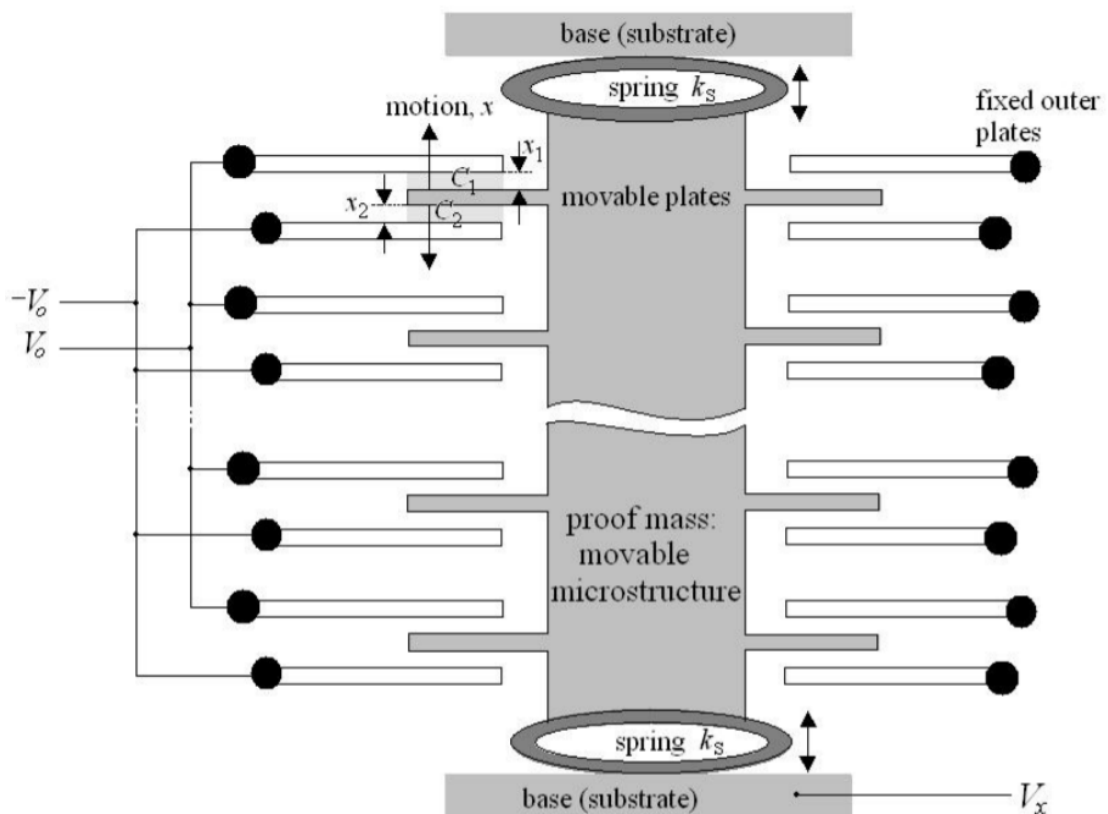 base (substrate)
spring k_S
motion, x
fixed outer
plates
x_1
C_1
movable plates
x_2
C_2
−V_o
V_o
proof mass:
movable
microstructure
spring k_S
base (substrate)
V_x